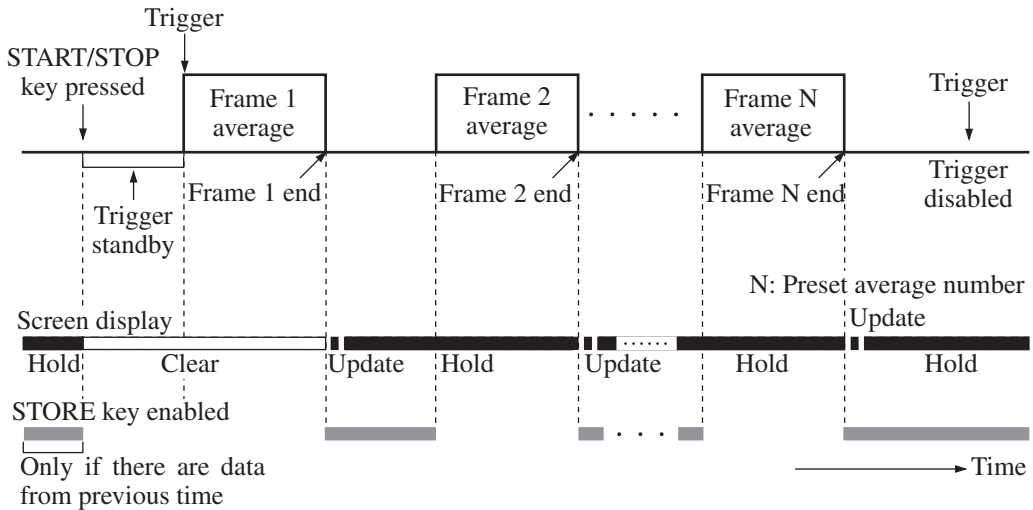 Trigger
START/STOP
key pressed
Frame 1
average
Frame 2
average
Frame N
average
Trigger
Frame 1 end
Frame 2 end
Frame N end
Trigger
disabled
Trigger
standby
N: Preset average number
Screen display
Update
Hold
Clear
Update
Hold
Update
Hold
Hold
STORE key enabled
Only if there are data
from previous time
Time